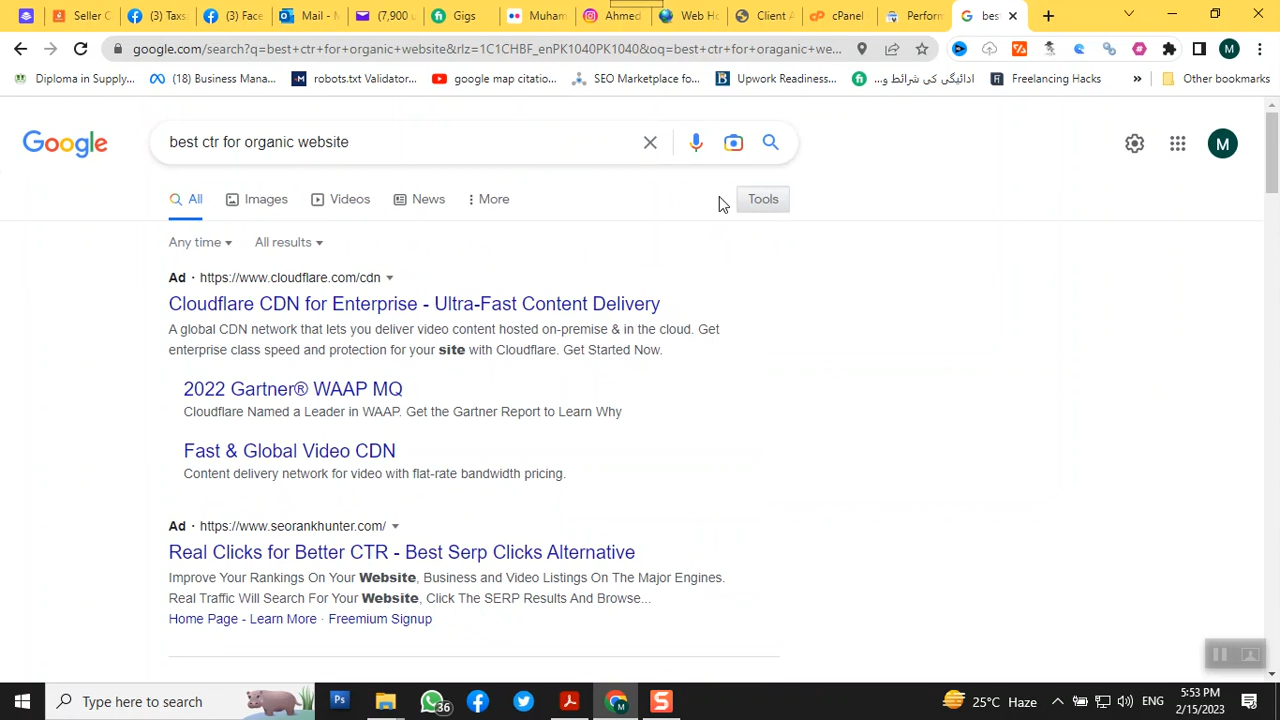 Seller C
(3) Taxs
(3) Face
Mail -
(7,900 u
Gigs
Muham
Ahmed
Web Ho
Client A
cPanel
Perform
bes
google.com/search?q=best+ctr+for+organic+website&rlz=1C1CHBF_enPK1040PK1040&oq=best+ctr+for+oraganic+we...
M
Diploma in Supply...
(18) Business Mana...
robots.txt Validator...
google map citatio...
SEO Marketplace fo...
Upwork Readiness...
ادائیگی کی شرائط و...
Freelancing Hacks
»
Other bookmarks
Google
best ctr for organic website
M
All
Images
Videos
News
More
Tools
Any time
All results
Ad · https://www.cloudflare.com/cdn
Cloudflare CDN for Enterprise - Ultra-Fast Content Delivery
A global CDN network that lets you deliver video content hosted on-premise & in the cloud. Get
enterprise class speed and protection for your site with Cloudflare. Get Started Now.
2022 Gartner® WAAP MQ
Cloudflare Named a Leader in WAAP. Get the Gartner Report to Learn Why
Fast & Global Video CDN
Content delivery network for video with flat-rate bandwidth pricing.
Ad · https://www.seorankhunter.com/
Real Clicks for Better CTR - Best Serp Clicks Alternative
Improve Your Rankings On Your Website, Business and Video Listings On The Major Engines.
Real Traffic Will Search For Your Website, Click The SERP Results And Browse...
Home Page - Learn More · Freemium Signup
Type here to search
Ps
36
S
25°C Haze
ENG
5:53 PM
2/15/2023